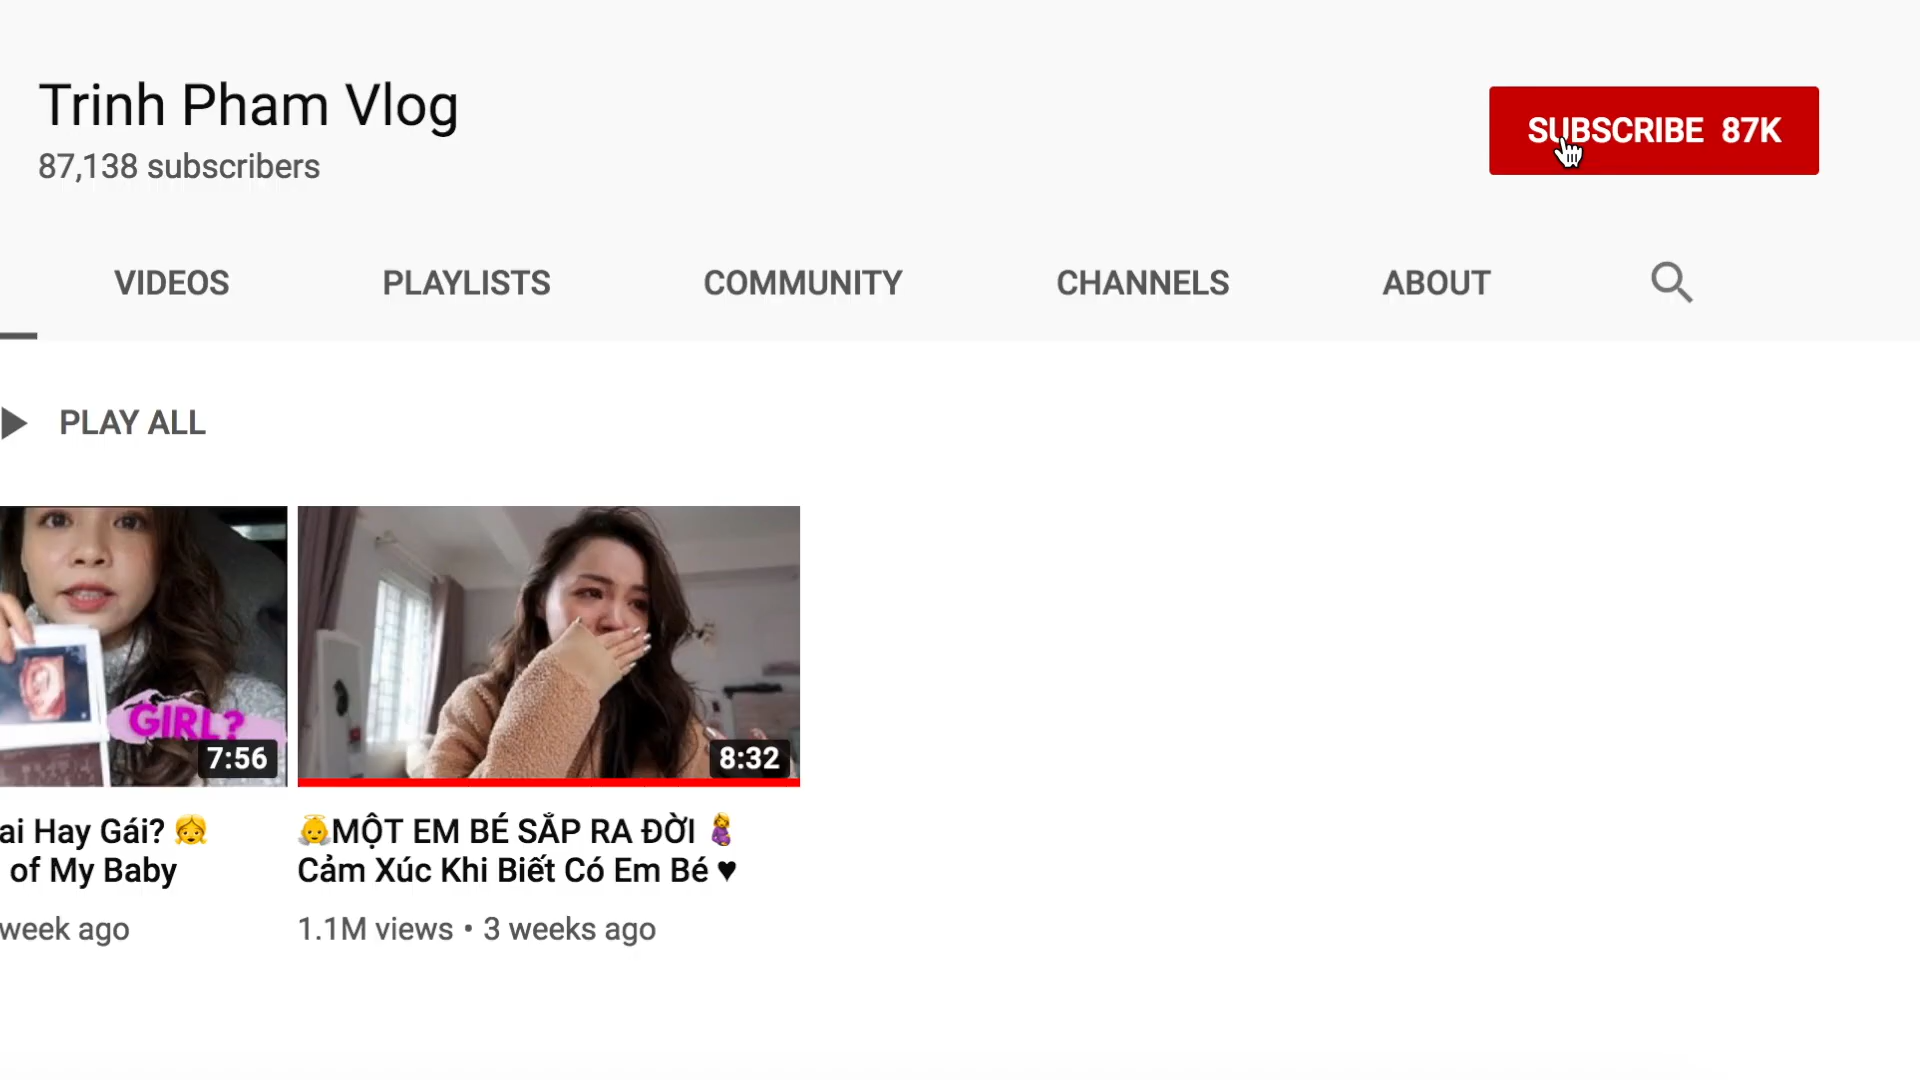 Trinh Pham Vlog
87,138 subscribers
SUBSCRIBE 87K
VIDEOS PLAYLISTS COMMUNITY CHANNELS ABOUT
PLAY ALL
GIRL?
7:56
8:32
ai Hay Gái? 👧
of My Baby
week ago
👼MỘT EM BÉ SẮP RA ĐỜI 🤰
Cảm Xúc Khi Biết Có Em Bé ♥
1.1M views • 3 weeks ago